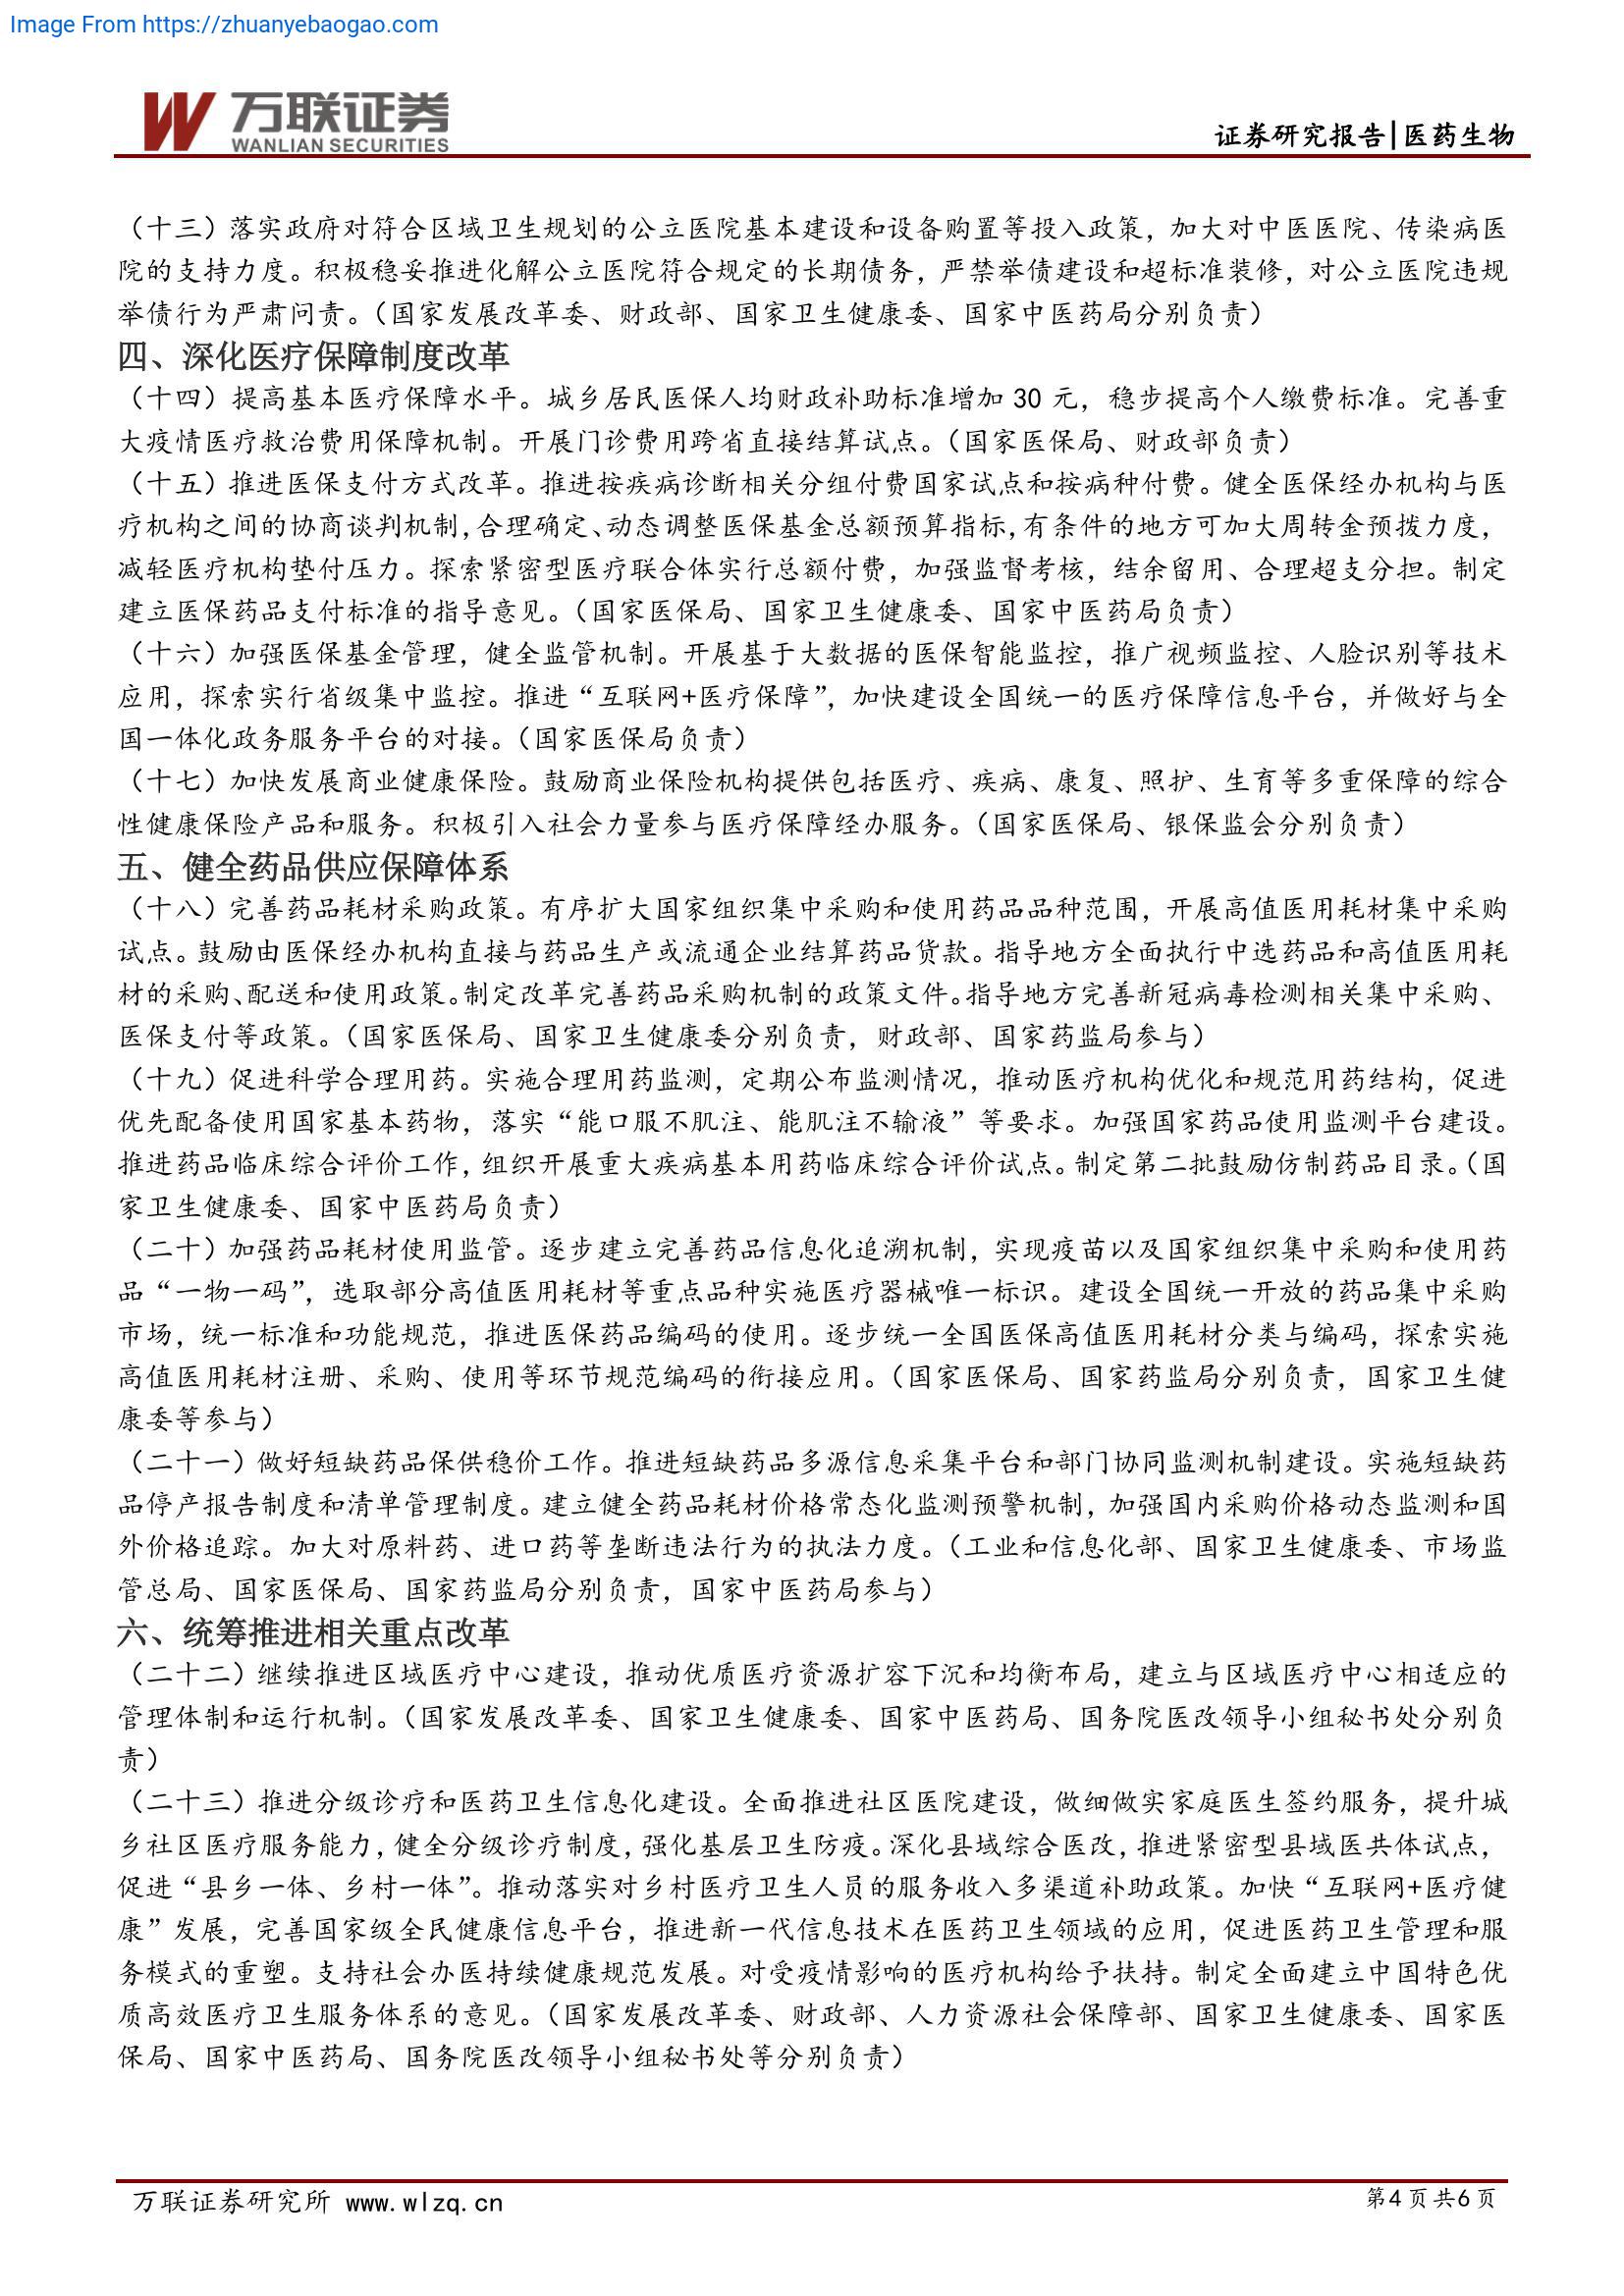 Image From https://zhuanyebaogao.com
万联证券
WANLIAN SECURITIES
证券研究报告|医药生物
（十三）落实政府对符合区域卫生规划的公立医院基本建设和设备购置等投入政策，加大对中医医院、传染病医
院的支持力度。积极稳妥推进化解公立医院符合规定的长期债务，严禁举债建设和超标准装修，对公立医院违规
举债行为严肃问责。（国家发展改革委、财政部、国家卫生健康委、国家中医药局分别负责）
四、深化医疗保障制度改革
（十四）提高基本医疗保障水平。城乡居民医保人均财政补助标准增加 30 元，稳步提高个人缴费标准。完善重
大疫情医疗救治费用保障机制。开展门诊费用跨省直接结算试点。（国家医保局、财政部负责）
（十五）推进医保支付方式改革。推进按疾病诊断相关分组付费国家试点和按病种付费。健全医保经办机构与医
疗机构之间的协商谈判机制，合理确定、动态调整医保基金总额预算指标，有条件的地方可加大周转金预拨力度，
减轻医疗机构垫付压力。探索紧密型医疗联合体实行总额付费，加强监督考核，结余留用、合理超支分担。制定
建立医保药品支付标准的指导意见。（国家医保局、国家卫生健康委、国家中医药局负责）
（十六）加强医保基金管理，健全监管机制。开展基于大数据的医保智能监控，推广视频监控、人脸识别等技术
应用，探索实行省级集中监控。推进“互联网+医疗保障”，加快建设全国统一的医疗保障信息平台，并做好与全
国一体化政务服务平台的对接。（国家医保局负责）
（十七）加快发展商业健康保险。鼓励商业保险机构提供包括医疗、疾病、康复、照护、生育等多重保障的综合
性健康保险产品和服务。积极引入社会力量参与医疗保障经办服务。（国家医保局、银保监会分别负责）
五、健全药品供应保障体系
（十八）完善药品耗材采购政策。有序扩大国家组织集中采购和使用药品品种范围，开展高值医用耗材集中采购
试点。鼓励由医保经办机构直接与药品生产或流通企业结算药品货款。指导地方全面执行中选药品和高值医用耗
材的采购、配送和使用政策。制定改革完善药品采购机制的政策文件。指导地方完善新冠病毒检测相关集中采购、
医保支付等政策。（国家医保局、国家卫生健康委分别负责，财政部、国家药监局参与）
（十九）促进科学合理用药。实施合理用药监测，定期公布监测情况，推动医疗机构优化和规范用药结构，促进
优先配备使用国家基本药物，落实“能口服不肌注、能肌注不输液”等要求。加强国家药品使用监测平台建设。
推进药品临床综合评价工作，组织开展重大疾病基本用药临床综合评价试点。制定第二批鼓励仿制药品目录。（国
家卫生健康委、国家中医药局负责）
（二十）加强药品耗材使用监管。逐步建立完善药品信息化追溯机制，实现疫苗以及国家组织集中采购和使用药
品“一物一码”，选取部分高值医用耗材等重点品种实施医疗器械唯一标识。建设全国统一开放的药品集中采购
市场，统一标准和功能规范，推进医保药品编码的使用。逐步统一全国医保高值医用耗材分类与编码，探索实施
高值医用耗材注册、采购、使用等环节规范编码的衔接应用。（国家医保局、国家药监局分别负责，国家卫生健
康委等参与）
（二十一）做好短缺药品保供稳价工作。推进短缺药品多源信息采集平台和部门协同监测机制建设。实施短缺药
品停产报告制度和清单管理制度。建立健全药品耗材价格常态化监测预警机制，加强国内采购价格动态监测和国
外价格追踪。加大对原料药、进口药等垄断违法行为的执法力度。（工业和信息化部、国家卫生健康委、市场监
管总局、国家医保局、国家药监局分别负责，国家中医药局参与）
六、统筹推进相关重点改革
（二十二）继续推进区域医疗中心建设，推动优质医疗资源扩容下沉和均衡布局，建立与区域医疗中心相适应的
管理体制和运行机制。（国家发展改革委、国家卫生健康委、国家中医药局、国务院医改领导小组秘书处分别负
责）
（二十三）推进分级诊疗和医药卫生信息化建设。全面推进社区医院建设，做细做实家庭医生签约服务，提升城
乡社区医疗服务能力，健全分级诊疗制度，强化基层卫生防疫。深化县域综合医改，推进紧密型县域医共体试点，
促进“县乡一体、乡村一体”。推动落实对乡村医疗卫生人员的服务收入多渠道补助政策。加快“互联网+医疗健
康”发展，完善国家级全民健康信息平台，推进新一代信息技术在医药卫生领域的应用，促进医药卫生管理和服
务模式的重塑。支持社会办医持续健康规范发展。对受疫情影响的医疗机构给予扶持。制定全面建立中国特色优
质高效医疗卫生服务体系的意见。（国家发展改革委、财政部、人力资源社会保障部、国家卫生健康委、国家医
保局、国家中医药局、国务院医改领导小组秘书处等分别负责）
万联证券研究所 www.wlzq.cn
第4页共6页